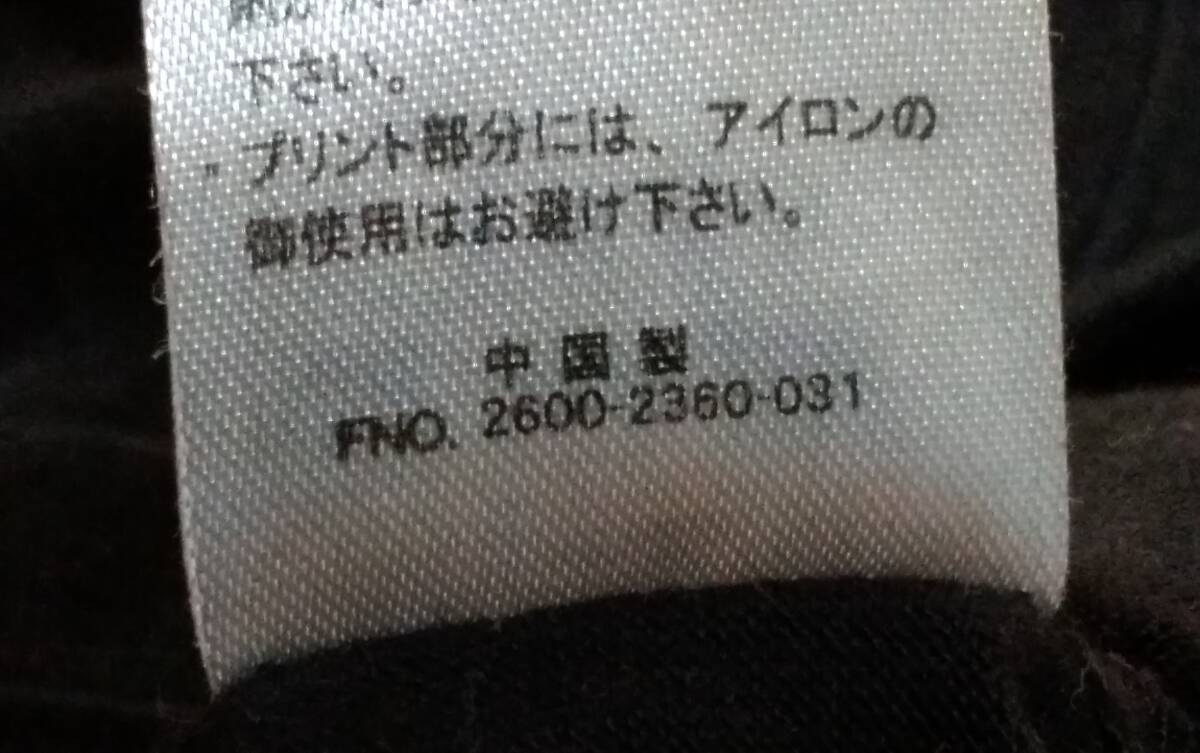 下さい。
・プリント部分には、アイロンの
御使用はお避け下さい。
中国製
FNO. 2600-2360-031